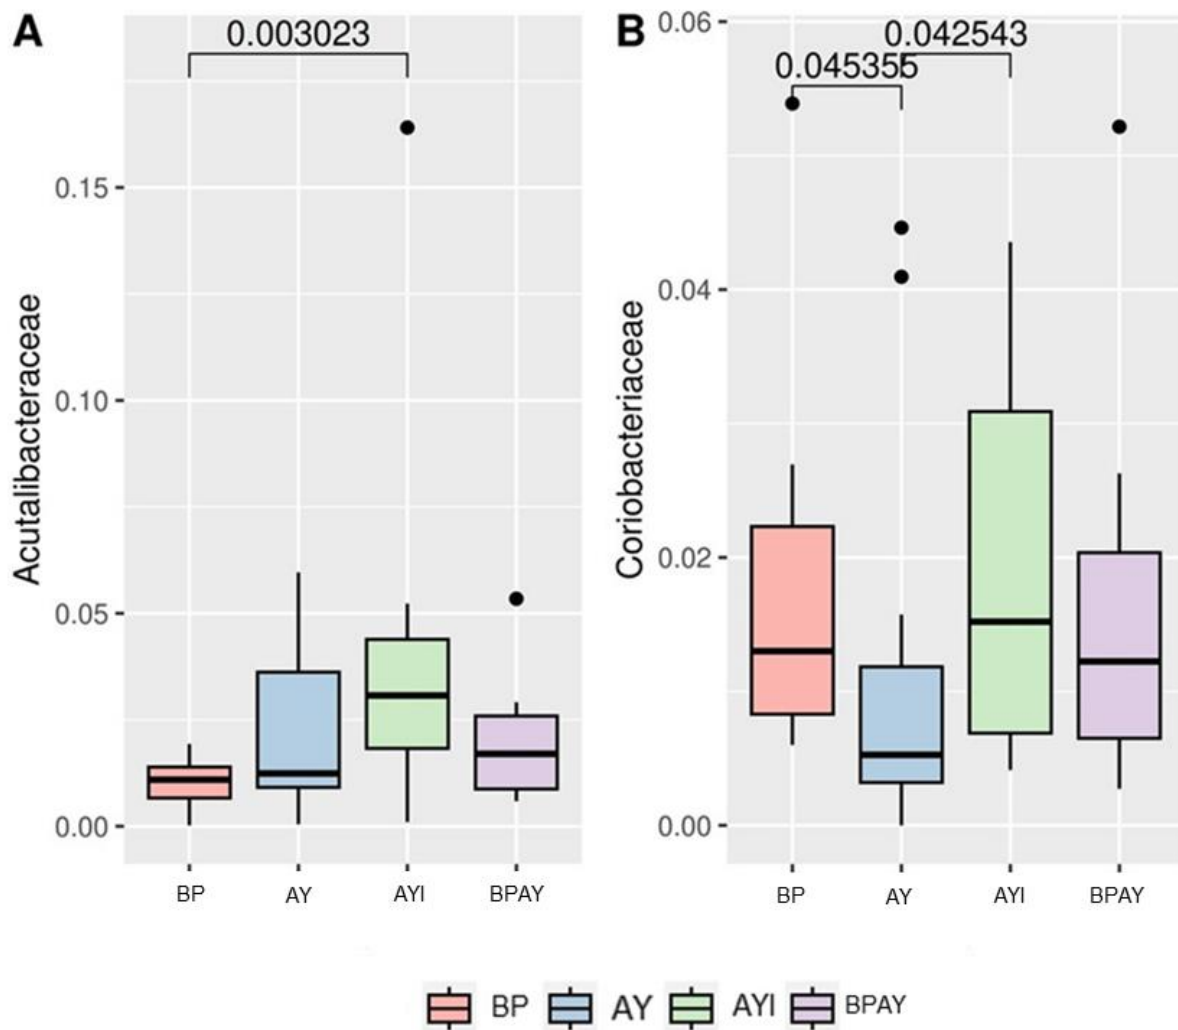 A
0.003023
Acutalibacteraceae
0.15
0.10
0.05
0.00
BP AY AYI BPAY
B
0.042543
0.045355
Coriobacteriaceae
0.06
0.04
0.02
0.00
BP AY AYI BPAY
BP AY AYI BPAY